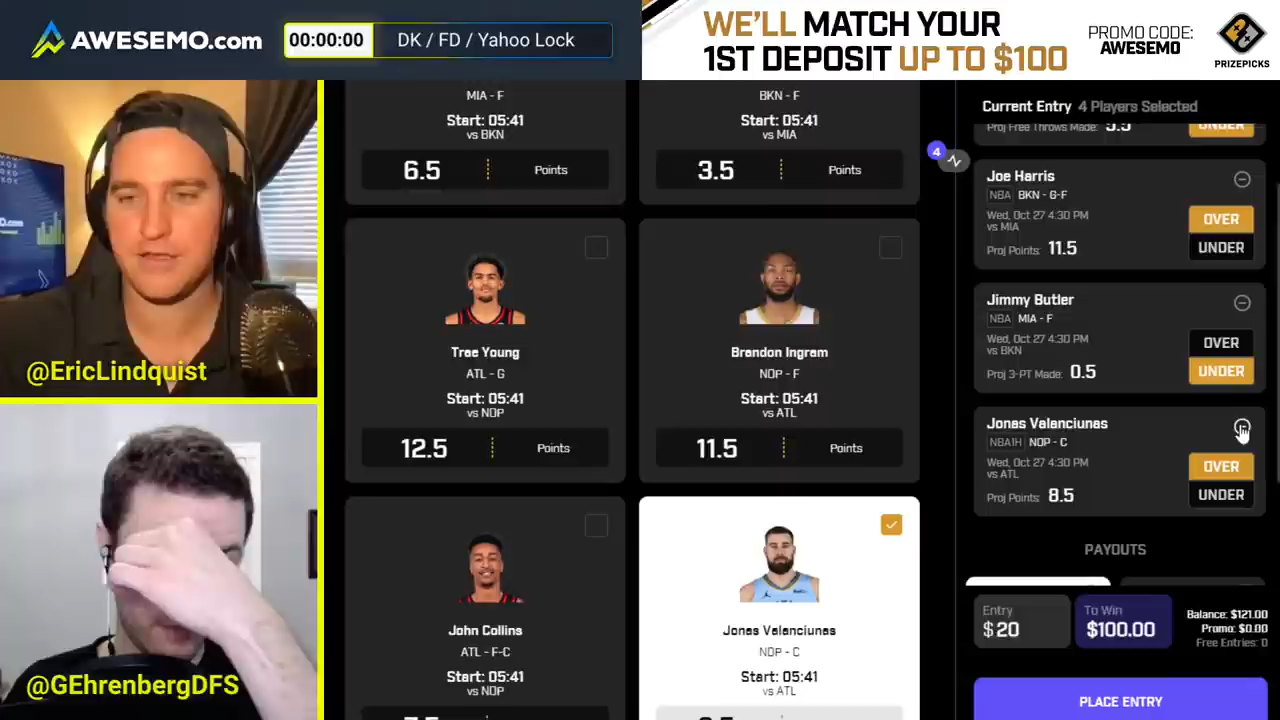 AWESEMO.com
00:00:00
DK / FD / Yahoo Lock
WE'LL MATCH YOUR
1ST DEPOSIT UP TO $100
PROMO CODE:
AWESEMO
PRIZEPICKS
@EricLindquist
@GEhrenbergDFS
MIA - F
Start: 05:41
vs BKN
6.5
Points
BKN - F
Start: 05:41
vs MIA
3.5
Points
Trae Young
ATL - G
Start: 05:41
vs NOP
12.5
Points
Brandon Ingram
NOP - F
Start: 05:41
vs ATL
11.5
Points
John Collins
ATL - F-C
Start: 05:41
vs NOP
Jonas Valanciunas
NOP - C
Start: 05:41
vs ATL
4
Current Entry 4 Players Selected
Proj Free Throws Made: 5.5
UNDER
Joe Harris
NBA BKN - G-F
Wed, Oct 27 4:30 PM
vs MIA
Proj Points: 11.5
OVER
UNDER
Jimmy Butler
NBA MIA - F
Wed, Oct 27 4:30 PM
vs BKN
Proj 3-PT Made: 0.5
OVER
UNDER
Jonas Valanciunas
NBA1H NOP - C
Wed, Oct 27 4:30 PM
vs ATL
Proj Points: 8.5
OVER
UNDER
PAYOUTS
Entry
$20
To Win
$100.00
Balance: $121.00
Promo: $0.00
Free Entries: 0
PLACE ENTRY